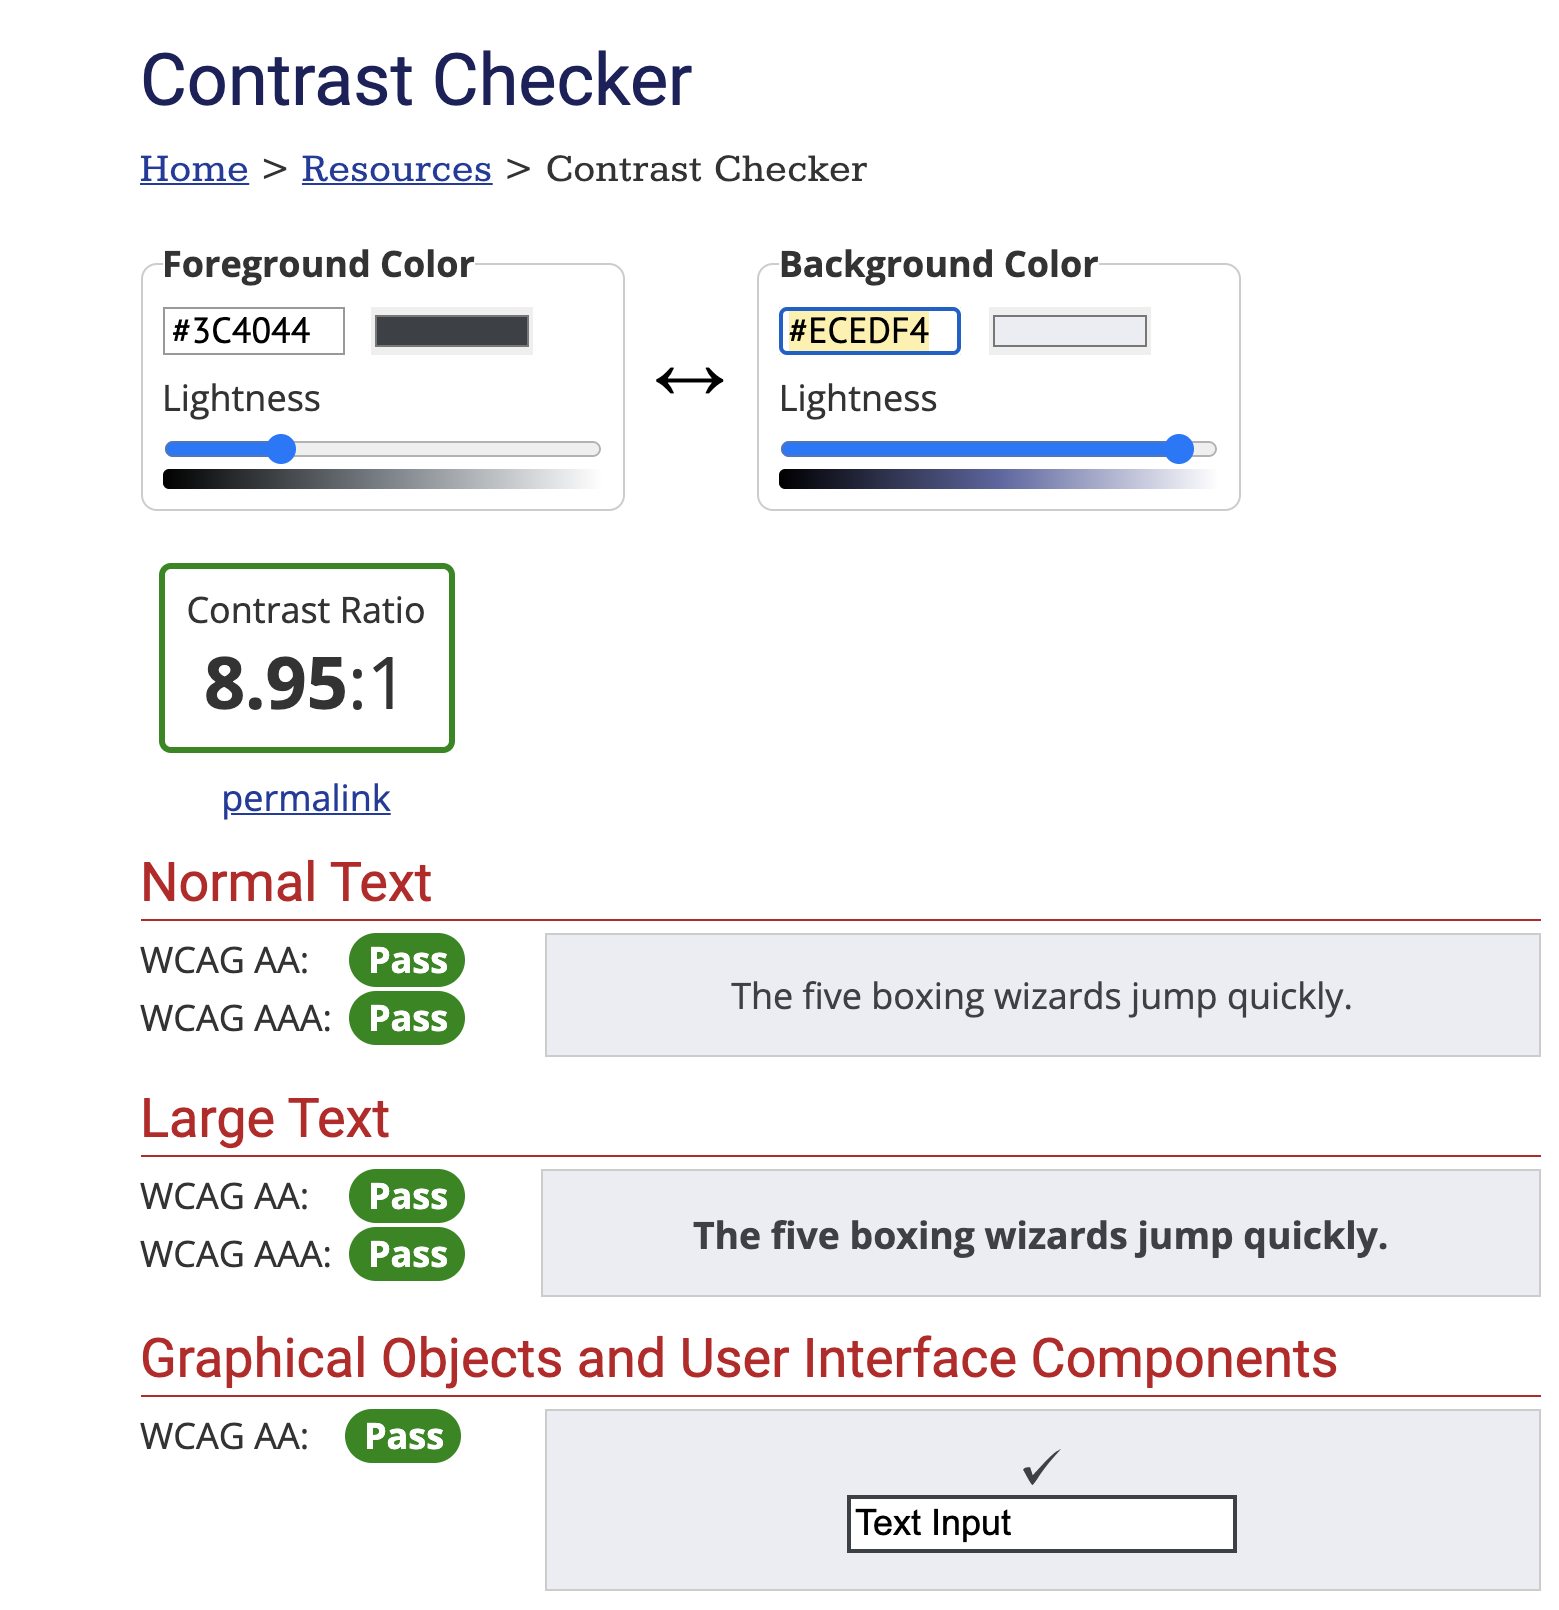 Contrast Checker
Home > Resources > Contrast Checker
Foreground Color
#3C4044
Lightness
Background Color
#ECEDF4
Lightness
Contrast Ratio
8.95:1
permalink
Normal Text
WCAG AA: Pass
WCAG AAA: Pass
The five boxing wizards jump quickly.
Large Text
WCAG AA: Pass
WCAG AAA: Pass
The five boxing wizards jump quickly.
Graphical Objects and User Interface Components
WCAG AA: Pass
Text Input